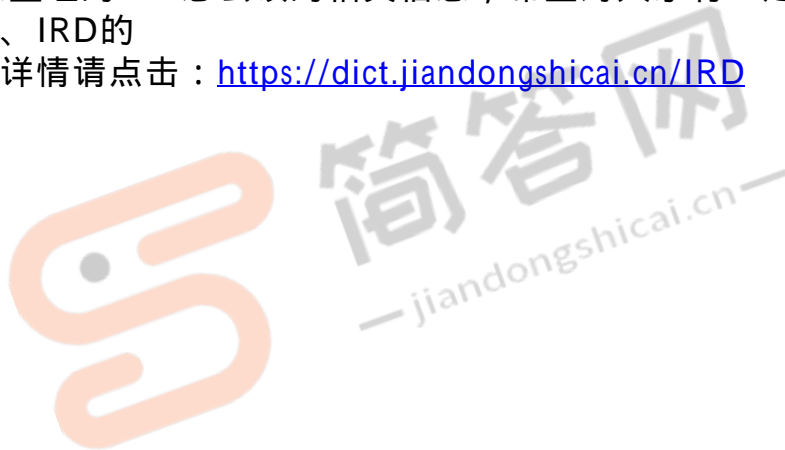 、IRD的
详情请点击：https://dict.jiandongshicai.cn/IRD
简答网
jiandongshicai.cn